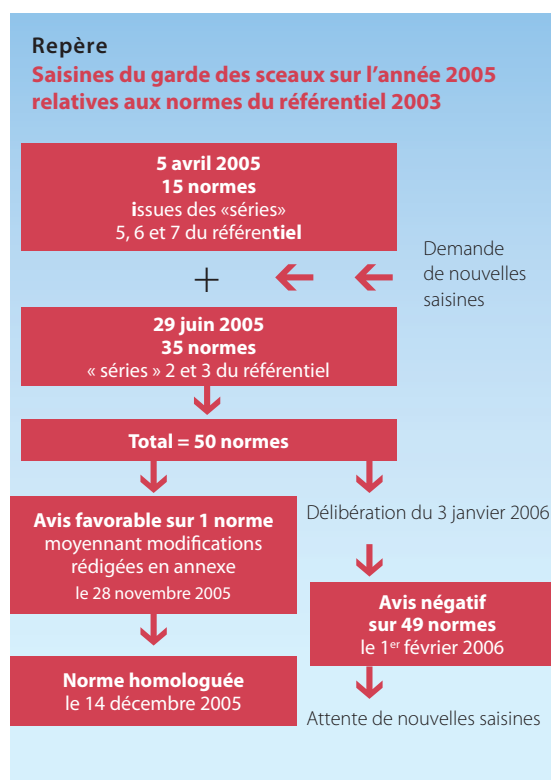 Repère
Saisines du garde des sceaux sur l'année 2005
relatives aux normes du référentiel 2003
5 avril 2005
15 normes
issues des «séries»
5, 6 et 7 du référentiel
+
Demande
de nouvelles
saisines
29 juin 2005
35 normes
« séries » 2 et 3 du référentiel
Total = 50 normes
Avis favorable sur 1 norme
moyennant modifications
rédigées en annexe
le 28 novembre 2005
Délibération du 3 janvier 2006
Avis négatif
sur 49 normes
le 1er février 2006
Norme homologuée
le 14 décembre 2005
Attente de nouvelles saisines